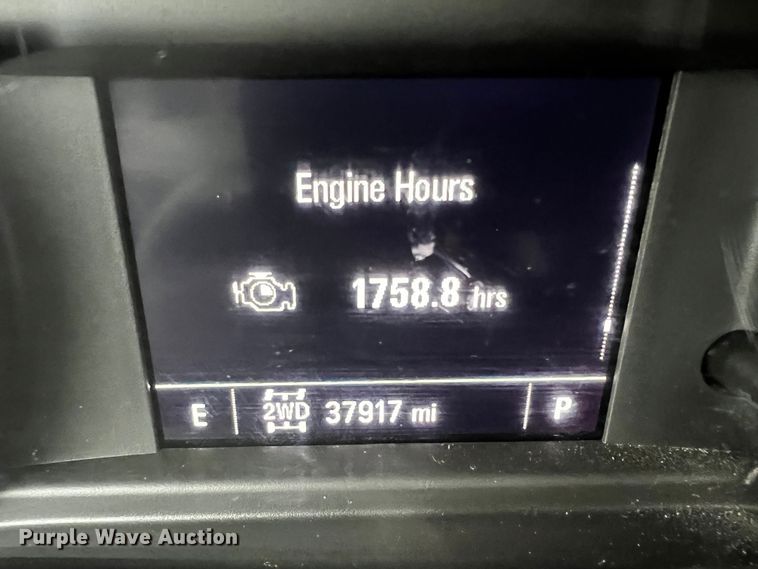 Engine Hours
1758.8 hrs
E 2WD 37917 mi P
Purple Wave Auction